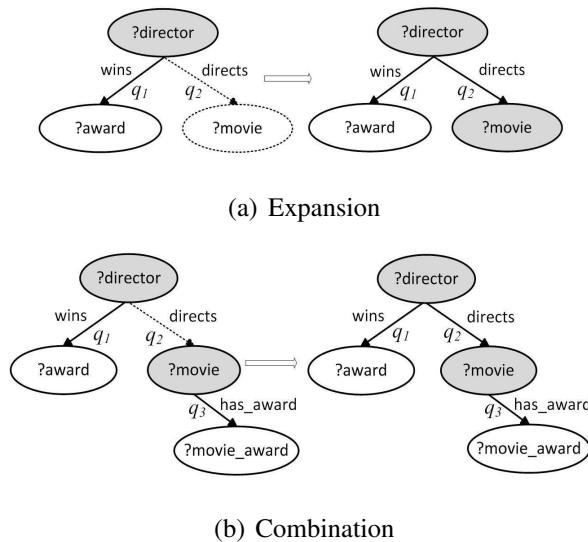 ?director ?director
wins directs wins directs
q1 q2 q1 q2
?award ?movie ?award ?movie
(a) Expansion
?director ?director
wins directs wins directs
q1 q2 q1 q2
?award ?movie ?award ?movie
q3 has_award q3 has_award
?movie_award ?movie_award
(b) Combination